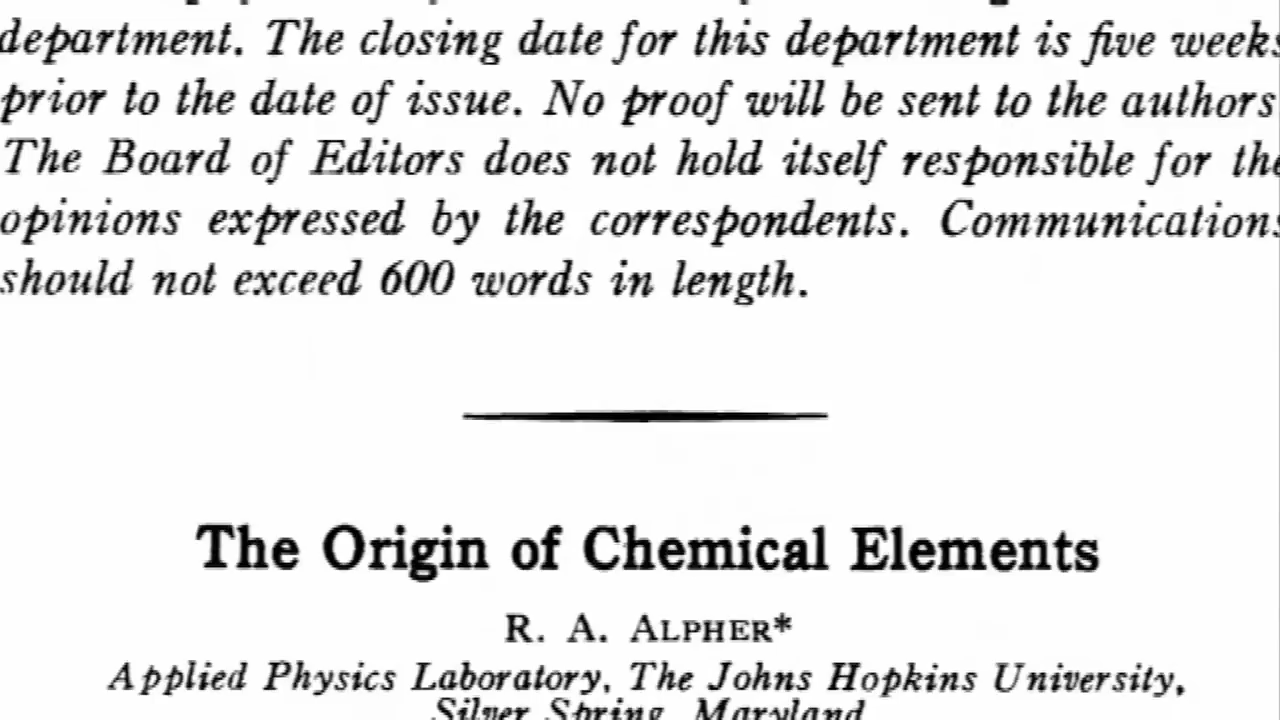 department. The closing date for this department is five weeks
prior to the date of issue. No proof will be sent to the authors
The Board of Editors does not hold itself responsible for the
opinions expressed by the correspondents. Communications
should not exceed 600 words in length.
The Origin of Chemical Elements
R. A. ALPHER*
Applied Physics Laboratory, The Johns Hopkins University,
Silver Spring, Maryland